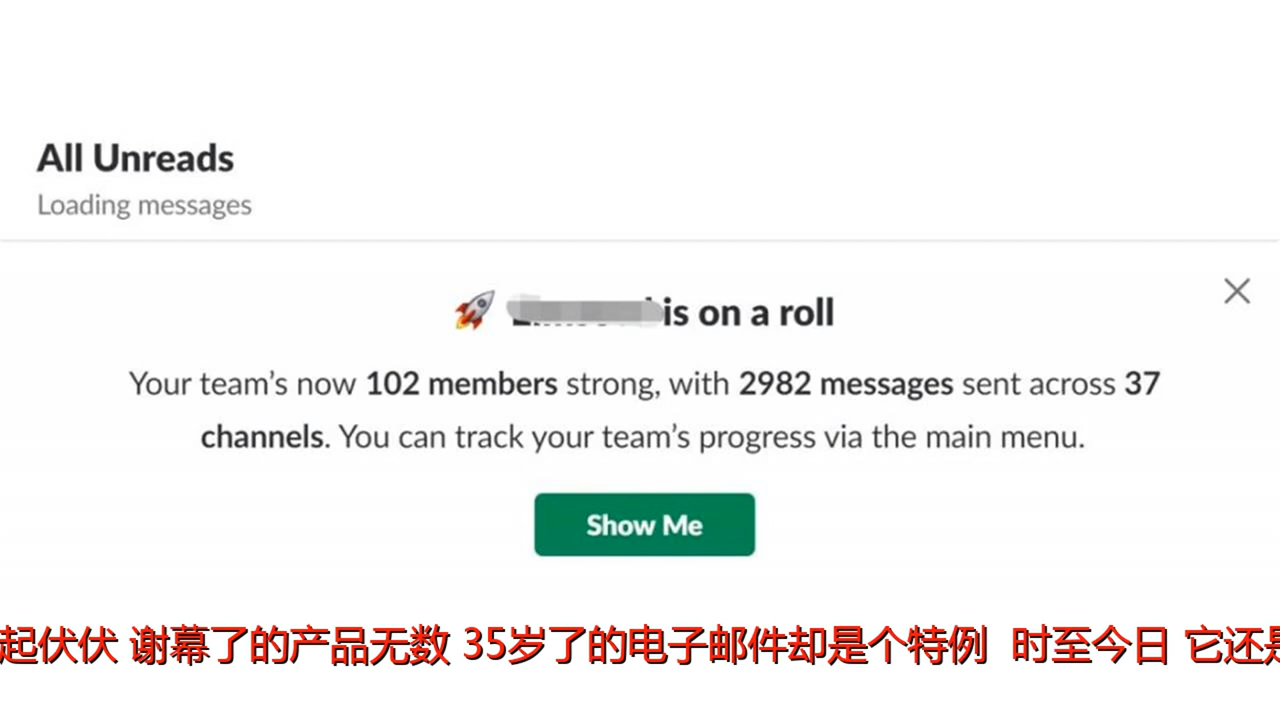 All Unreads
Loading messages
is on a roll
Your team's now 102 members strong, with 2982 messages sent across 37
channels. You can track your team's progress via the main menu.
Show Me
起伏伏 谢幕了的产品无数 35岁了的电子邮件却是个特例 时至今日 它还是